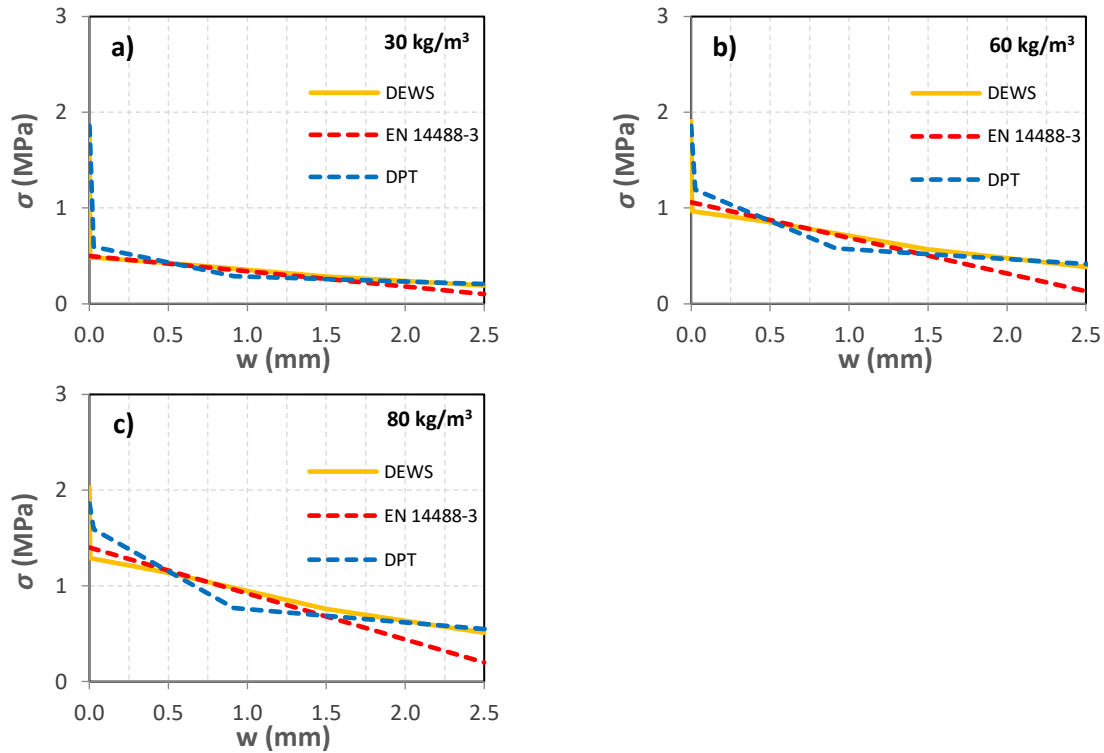 a)
30 kg/m³
3
2
1
0
σ (MPa)
DEWS
EN 14488-3
DPT
0.0 0.5 1.0 1.5 2.0 2.5
w (mm)
b)
60 kg/m³
3
2
1
0
σ (MPa)
DEWS
EN 14488-3
DPT
0.0 0.5 1.0 1.5 2.0 2.5
w (mm)
c)
80 kg/m³
3
2
1
0
σ (MPa)
DEWS
EN 14488-3
DPT
0.0 0.5 1.0 1.5 2.0 2.5
w (mm)